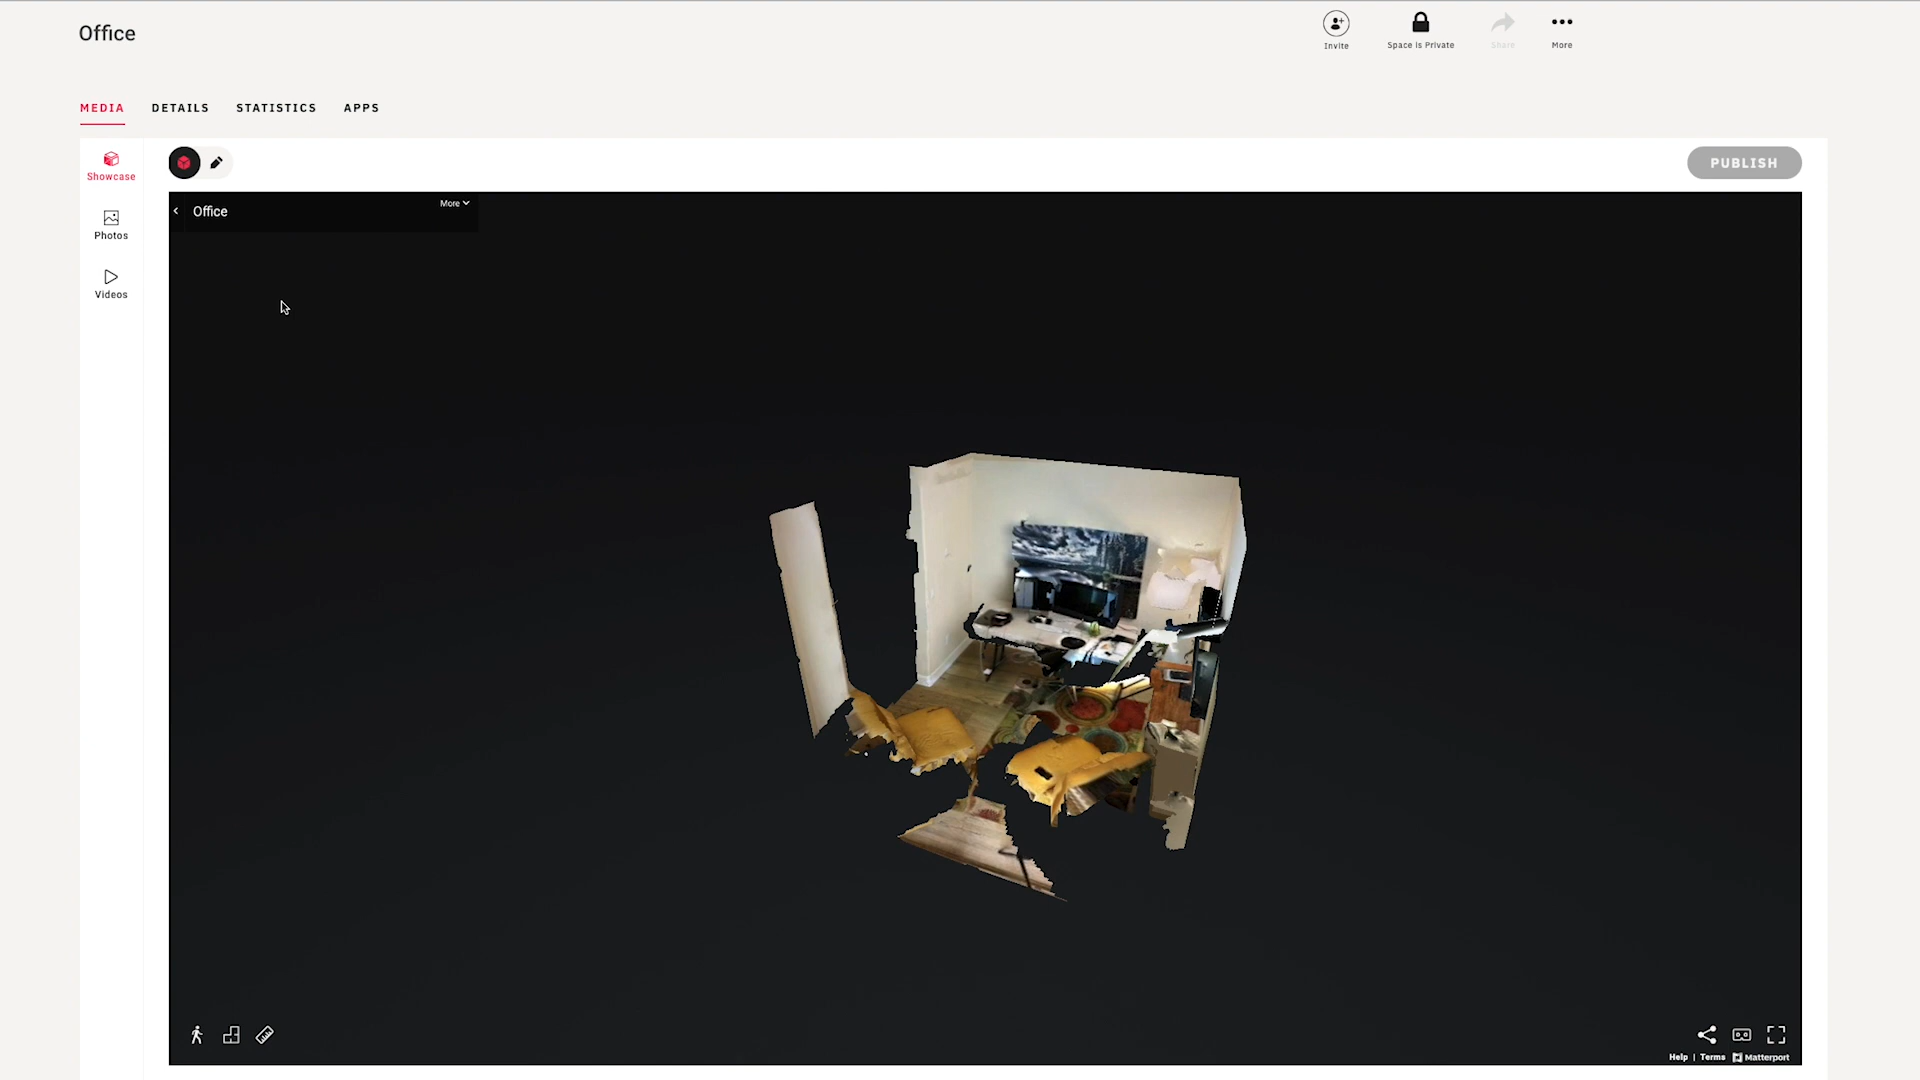 Office
Invite
Space is Private
Share
More
MEDIA
DETAILS
STATISTICS
APPS
Showcase
Photos
Videos
PUBLISH
Office
More
Help | Terms
Matterport